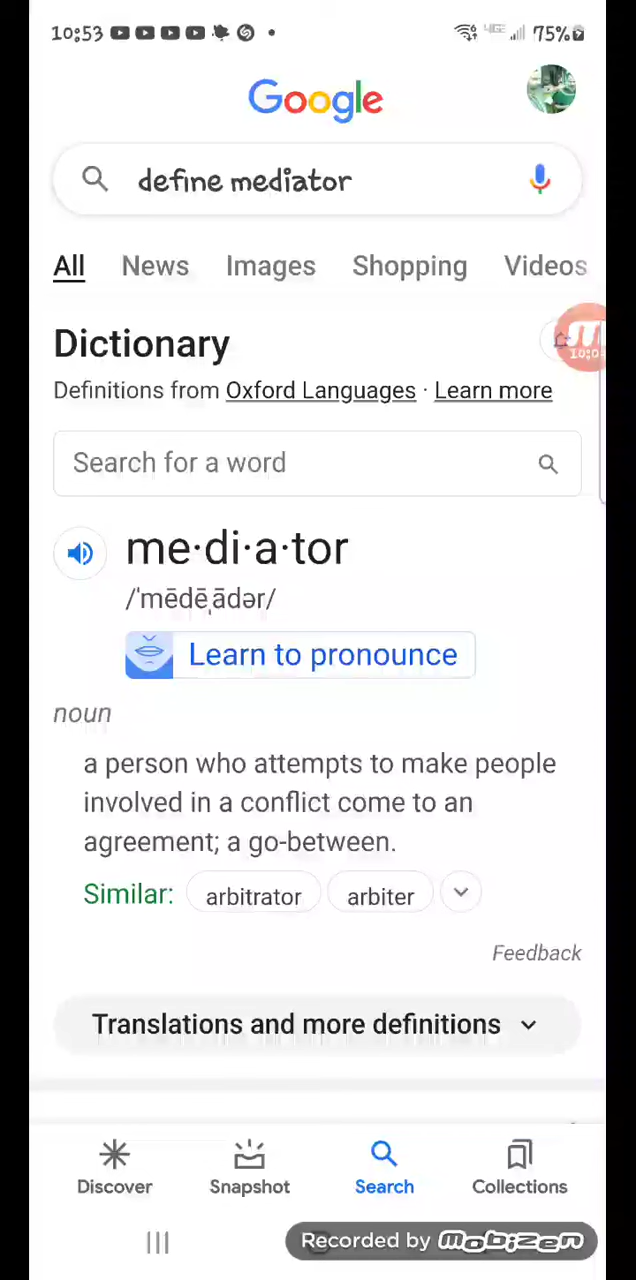 10:53 4GE 75%
Google
define mediator
All News Images Shopping Videos
Dictionary
10:04
Definitions from Oxford Languages · Learn more
Search for a word
me·di·a·tor
/ˈmēdēˌādər/
Learn to pronounce
noun
a person who attempts to make people
involved in a conflict come to an
agreement; a go-between.
Similar: arbitrator arbiter
Feedback
Translations and more definitions
Discover Snapshot Search Collections
Recorded by mobizen